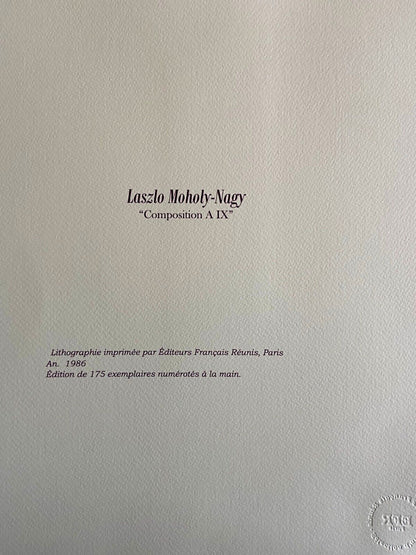 Laszlo Moholy-Nagy
“Composition A IX”
Lithographie imprimée par Éditeurs Français Réunis, Paris
An. 1986
Édition de 175 exemplaires numérotés à la main.